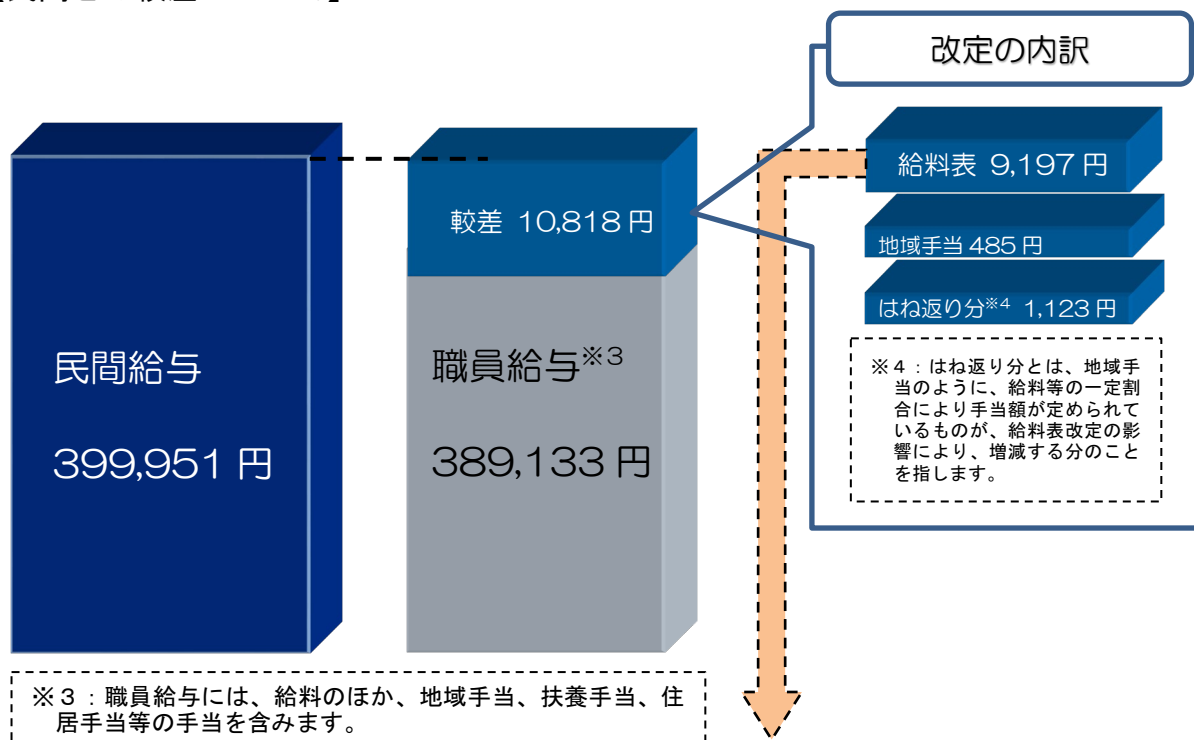 改定の内訳
給料表 9,197 円
較差 10,818 円
地域手当 485 円
はね返り分※4 1,123 円
民間給与
399,951 円
職員給与※3
389,133 円
※４：はね返り分とは、地域手
当のように、給料等の一定割
合により手当額が定められて
いるものが、給料表改定の影
響により、増減する分のこと
を指します。
※３：職員給与には、給料のほか、地域手当、扶養手当、住
居手当等の手当を含みます。